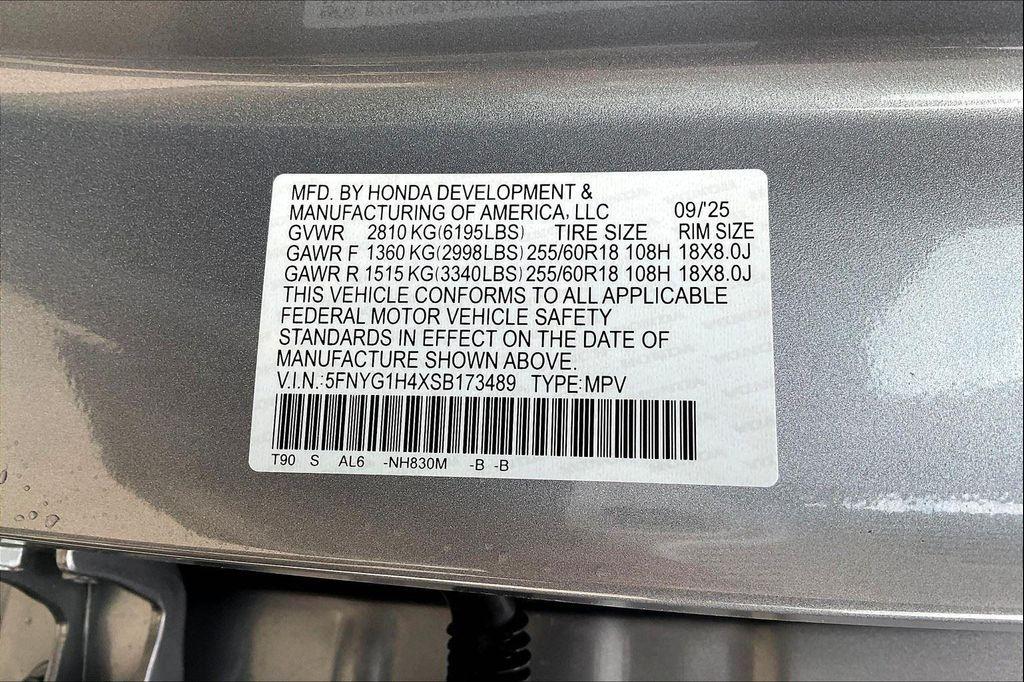 MFD. BY HONDA DEVELOPMENT &
MANUFACTURING OF AMERICA, LLC 09/'25
GVWR 2810 KG(6195LBS) TIRE SIZE RIM SIZE
GAWR F 1360 KG(2998LBS) 255/60R18 108H 18X8.0J
GAWR R 1515 KG(3340LBS) 255/60R18 108H 18X8.0J
THIS VEHICLE CONFORMS TO ALL APPLICABLE
FEDERAL MOTOR VEHICLE SAFETY
STANDARDS IN EFFECT ON THE DATE OF
MANUFACTURE SHOWN ABOVE.
V.I.N.:5FNYG1H4XSB173489 TYPE:MPV
T90 S AL6 -NH830M -B -B